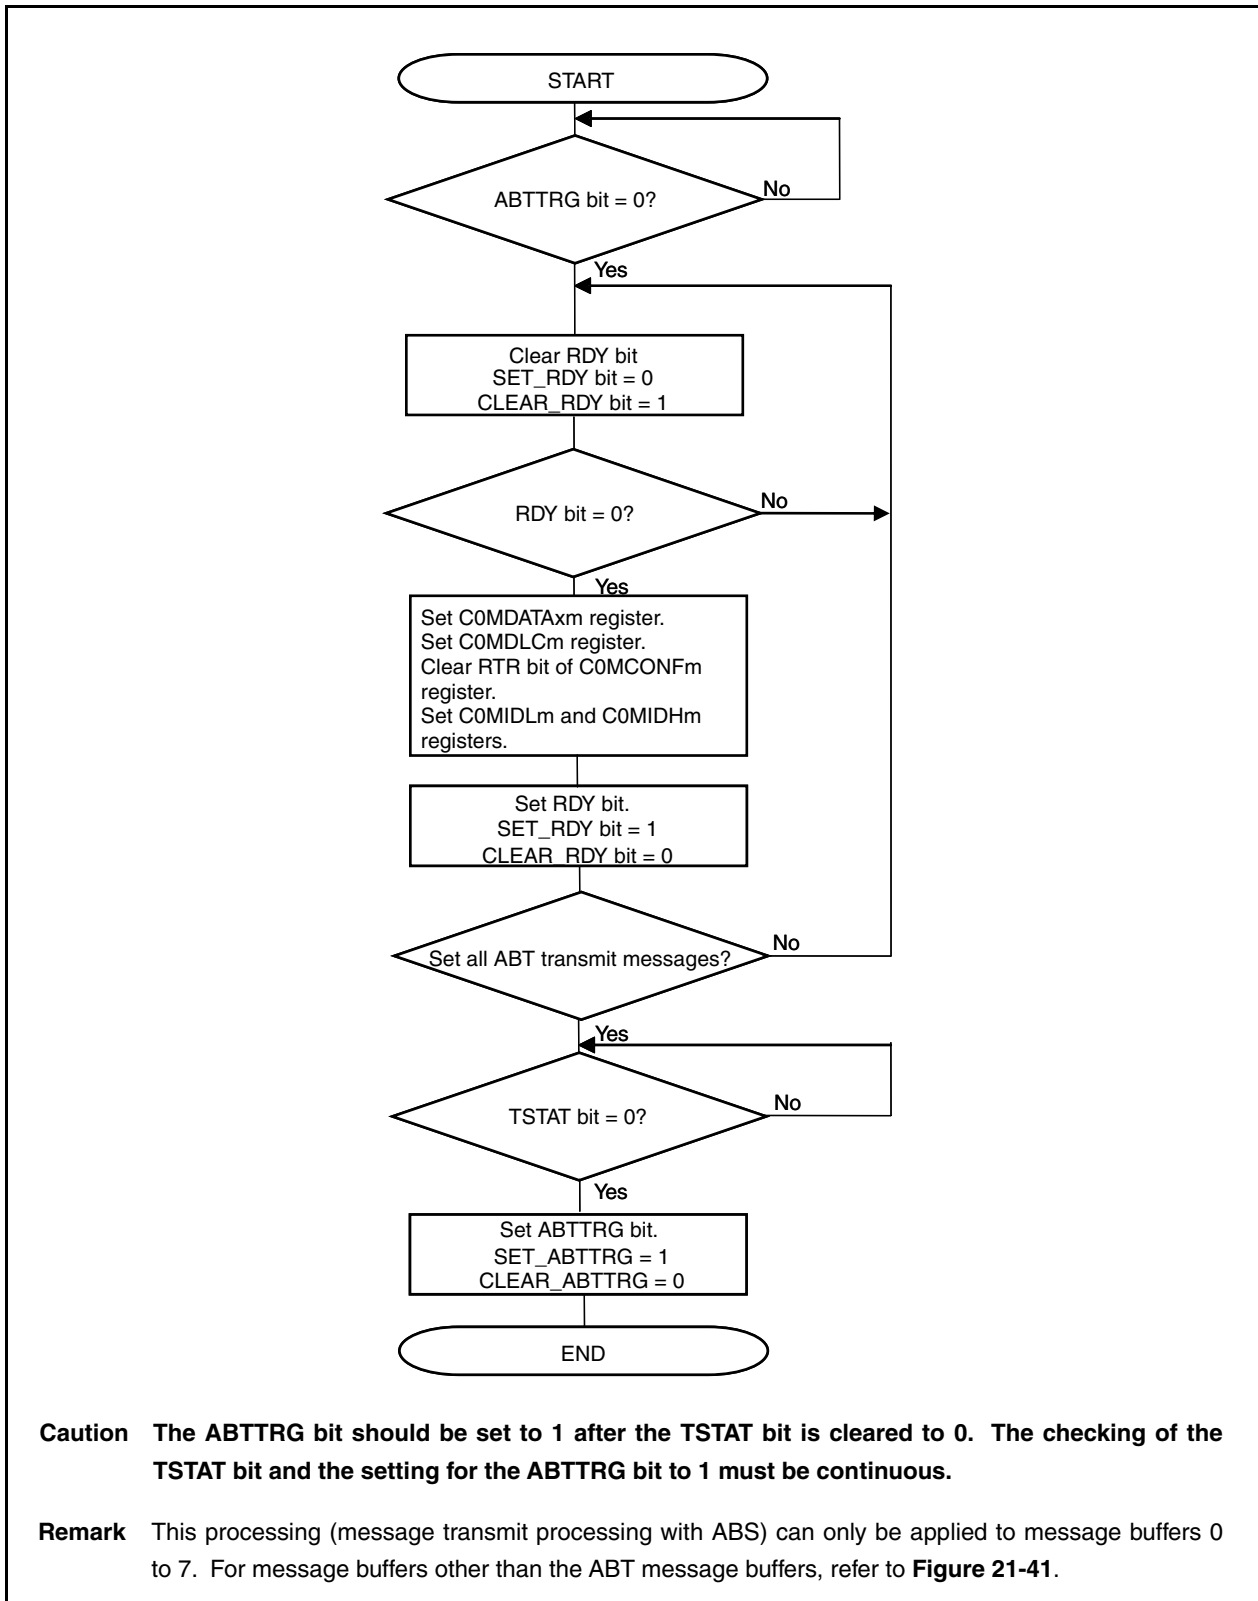 START
ABTTRG bit = 0?
No
Yes
Clear RDY bit
SET_RDY bit = 0
CLEAR_RDY bit = 1
RDY bit = 0?
No
Yes
Set C0MDATAxm register.
Set C0MDLCm register.
Clear RTR bit of C0MCONFm
register.
Set C0MIDLm and C0MIDHm
registers.
Set RDY bit.
SET_RDY bit = 1
CLEAR_RDY bit = 0
Set all ABT transmit messages?
No
Yes
TSTAT bit = 0?
No
Yes
Set ABTTRG bit.
SET_ABTTRG = 1
CLEAR_ABTTRG = 0
END
Caution The ABTTRG bit should be set to 1 after the TSTAT bit is cleared to 0. The checking of the
TSTAT bit and the setting for the ABTTRG bit to 1 must be continuous.
Remark This processing (message transmit processing with ABS) can only be applied to message buffers 0
to 7. For message buffers other than the ABT message buffers, refer to Figure 21-41.